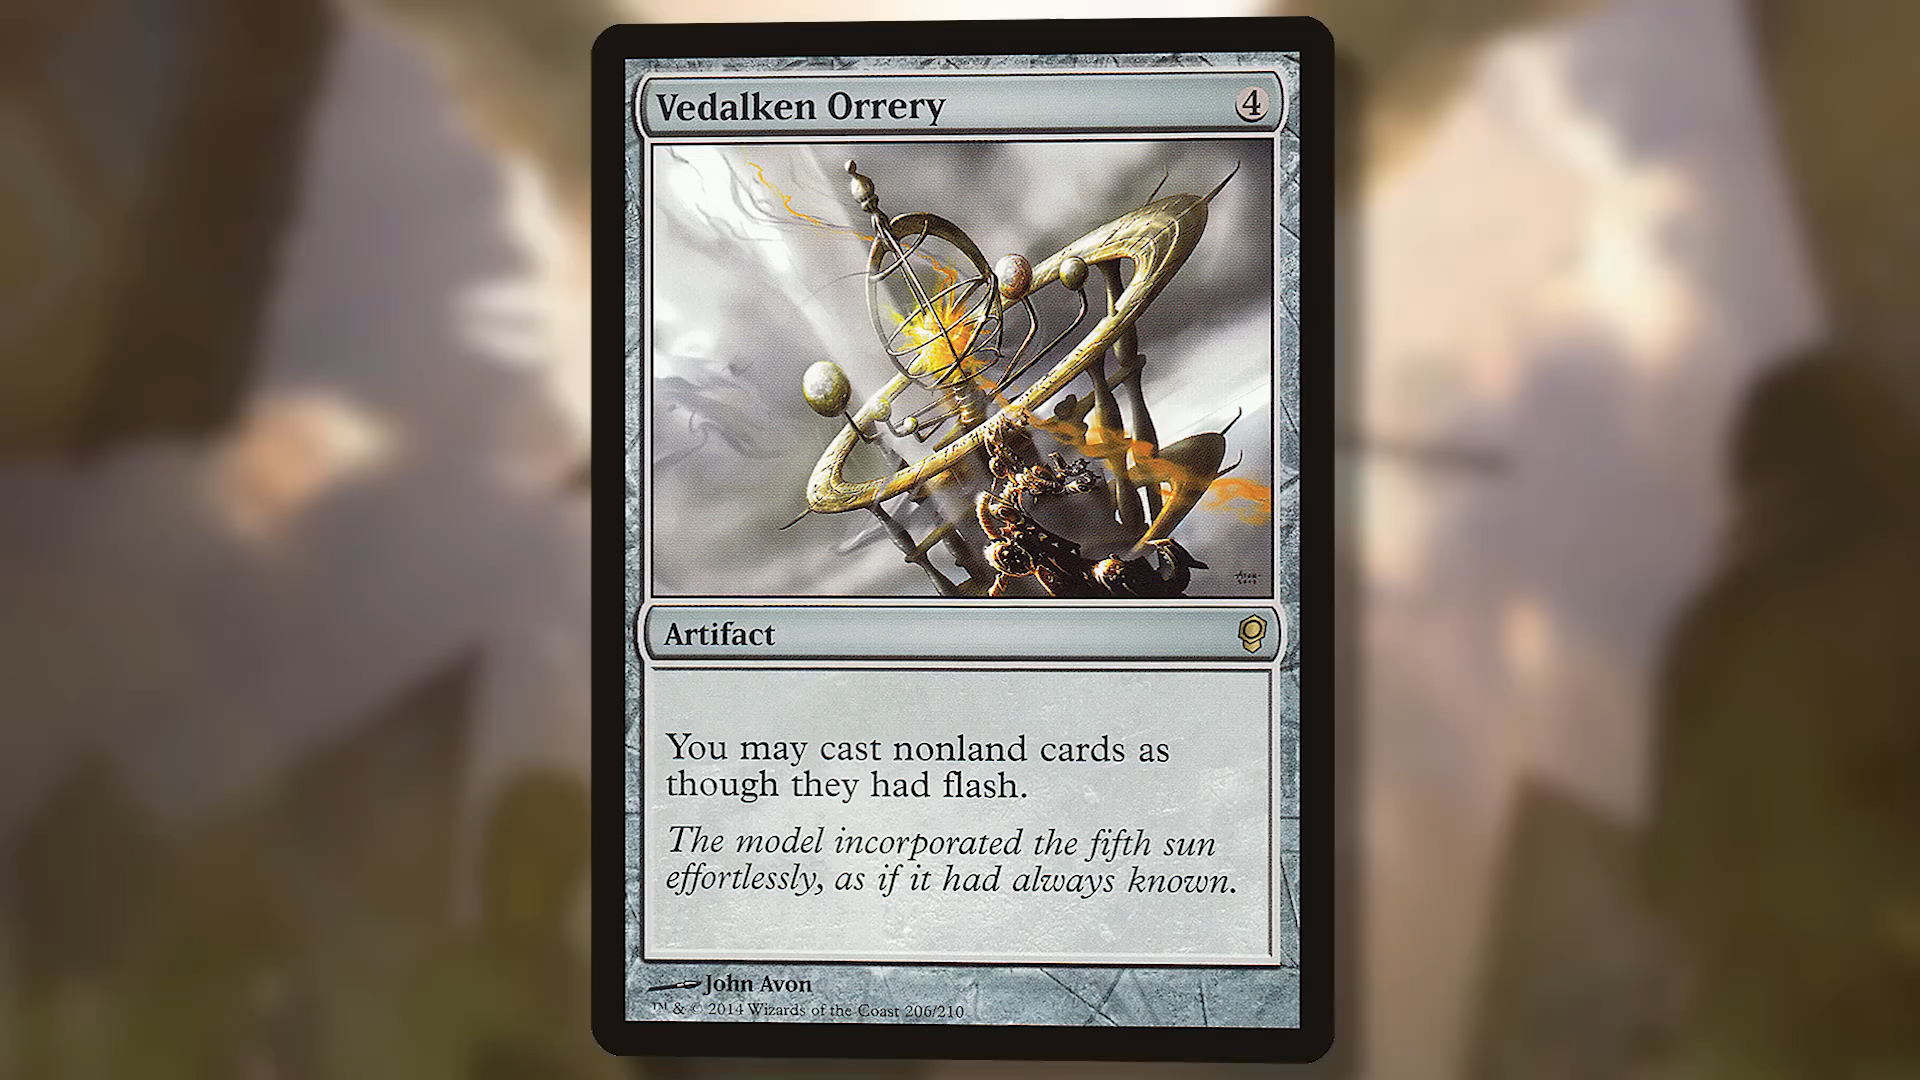 Vedalken Orrery 4
Artifact
You may cast nonland cards as
though they had flash.
The model incorporated the fifth sun
effortlessly, as if it had always known.
John Avon
™ & © 2014 Wizards of the Coast 206/210